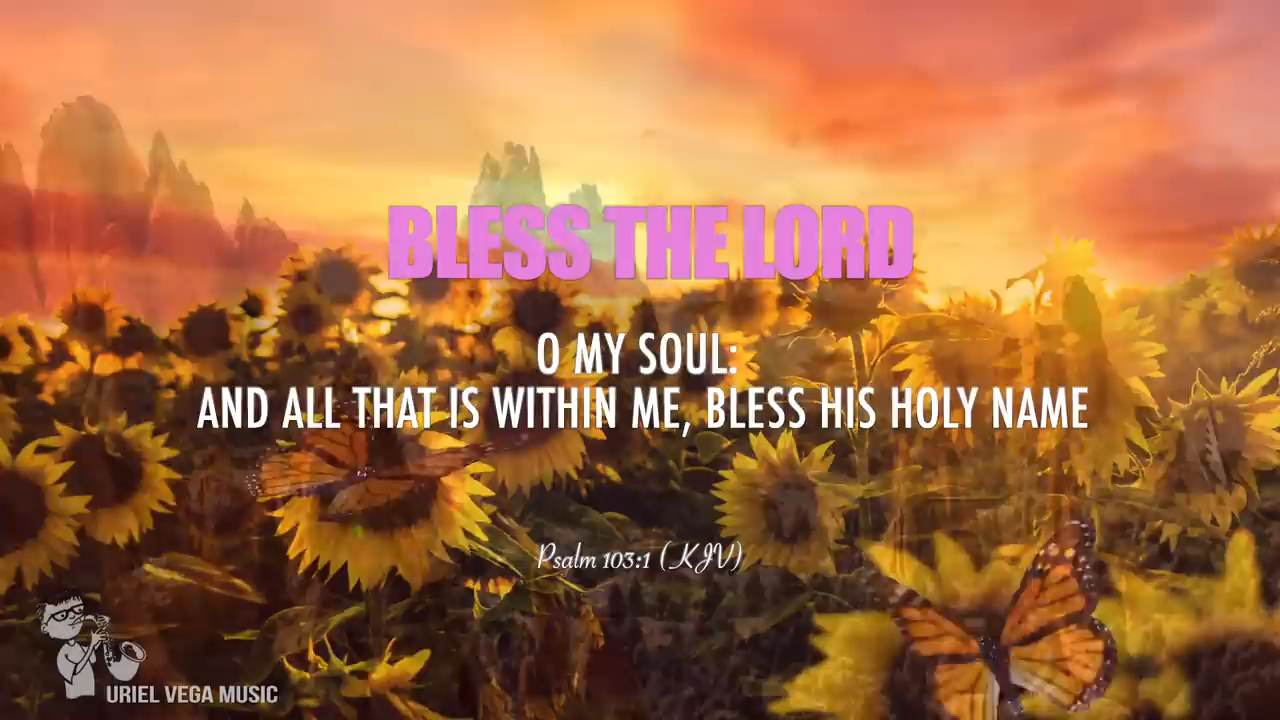 BLESS THE LORD
O MY SOUL:
AND ALL THAT IS WITHIN ME, BLESS HIS HOLY NAME
Psalm 103:1 (KJV)
URIEL VEGA MUSIC